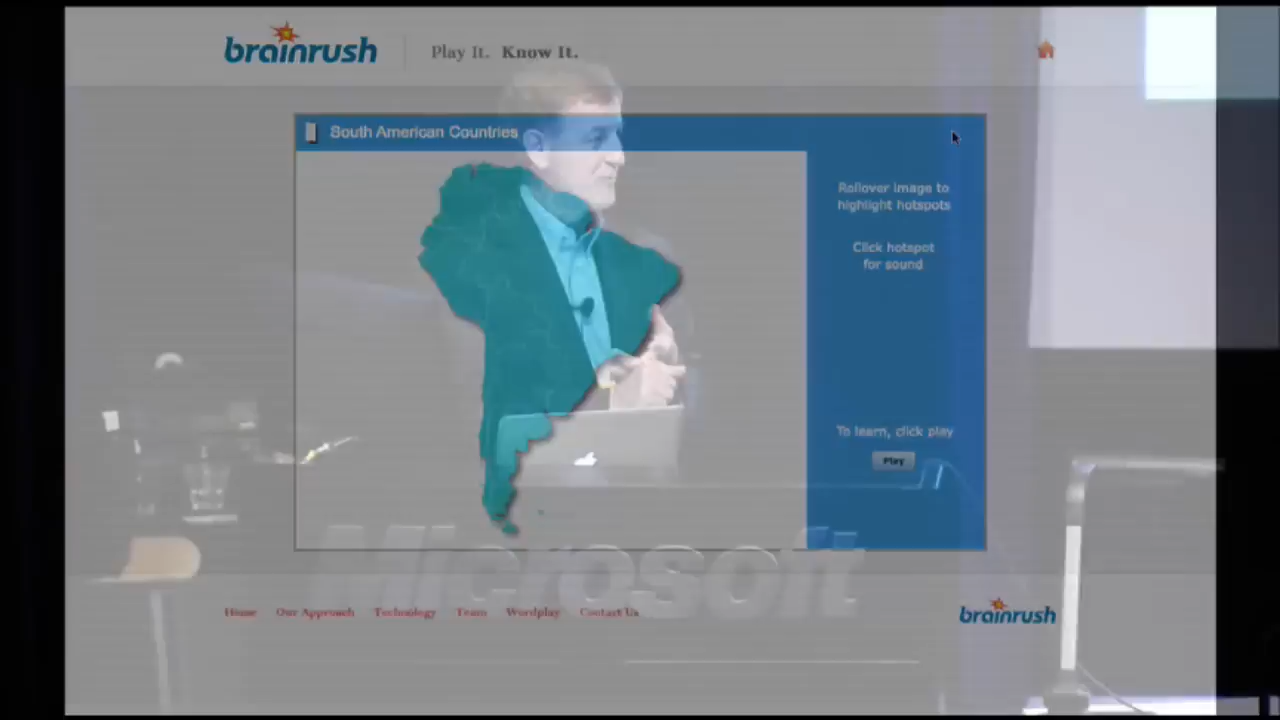 brainrush
Play It. Know It.
South American Countries
Rollover image to
highlight hotspots
Click hotspot
for sound
To learn, click play
Play
Microsoft
Home Our Approach Technology Team Wordplay Contact Us
brainrush